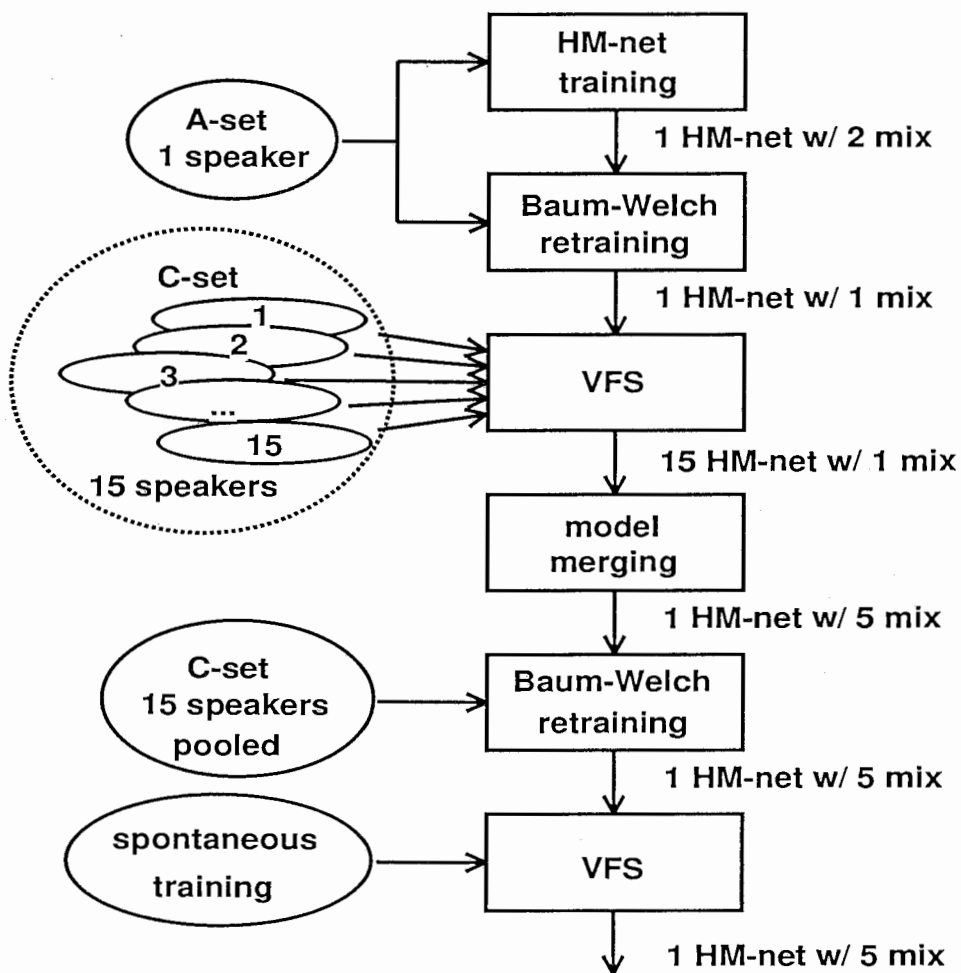 HM-net
training
A-set
1 speaker
1 HM-net w/ 2 mix
Baum-Welch
retraining
1 HM-net w/ 1 mix
C-set
1
2
3
...
15
15 speakers
VFS
15 HM-net w/ 1 mix
model
merging
1 HM-net w/ 5 mix
C-set
15 speakers
pooled
Baum-Welch
retraining
1 HM-net w/ 5 mix
spontaneous
training
VFS
1 HM-net w/ 5 mix